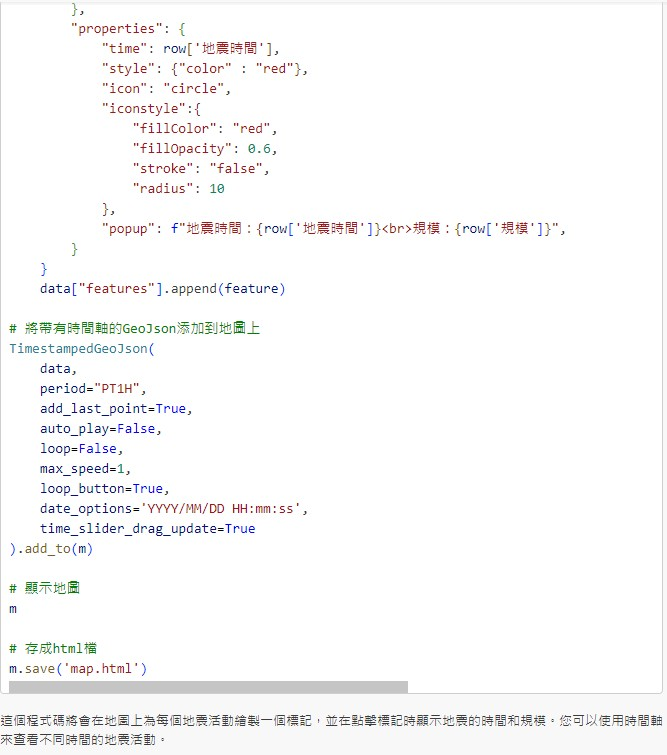 },
        "properties": {
            "time": row['地震時間'],
            "style": {"color" : "red"},
            "icon": "circle",
            "iconstyle":{
                "fillColor": "red",
                "fillOpacity": 0.6,
                "stroke": "false",
                "radius": 10
            },
            "popup": f"地震時間：{row['地震時間']}<br>規模：{row['規模']}",
        }
    }
    data["features"].append(feature)

# 將帶有時間軸的GeoJson添加到地圖上
TimestampedGeoJson(
    data,
    period="PT1H",
    add_last_point=True,
    auto_play=False,
    loop=False,
    max_speed=1,
    loop_button=True,
    date_options='YYYY/MM/DD HH:mm:ss',
    time_slider_drag_update=True
).add_to(m)

# 顯示地圖
m

# 存成html檔
m.save('map.html')
這個程式碼將會在地圖上為每個地震活動繪製一個標記，並在點擊標記時顯示地震的時間和規模。您可以使用時間軸
來查看不同時間的地震活動。